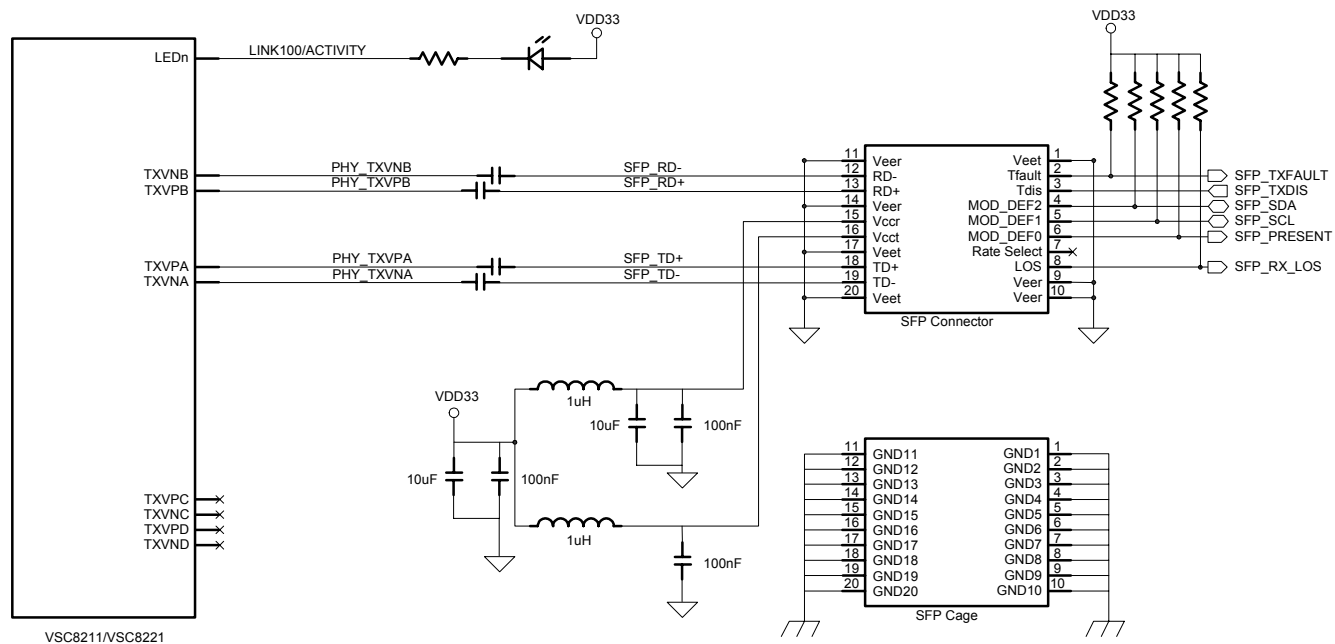 VDD33
VDD33
LEDn
LINK100/ACTIVITY
TXVNB
PHY_TXVNB
SFP_RD-
TXVPB
PHY_TXVPB
SFP_RD+
TXVPA
PHY_TXVPA
SFP_TD+
TXVNA
PHY_TXVNA
SFP_TD-
11 Veer Veet 1
12 RD- Tfault 2 SFP_TXFAULT
13 RD+ Tdis 3 SFP_TXDIS
14 Veer MOD_DEF2 4 SFP_SDA
15 Vccr MOD_DEF1 5 SFP_SCL
16 Vcct MOD_DEF0 6 SFP_PRESENT
17 Veet Rate Select 7
18 TD+ LOS 8 SFP_RX_LOS
19 TD- Veer 9
20 Veet Veer 10
SFP Connector
VDD33
1uH
10uF
100nF
10uF
100nF
1uH
100nF
TXVPC
TXVNC
TXVPD
TXVND
11 GND11 GND1 1
12 GND12 GND2 2
13 GND13 GND3 3
14 GND14 GND4 4
15 GND15 GND5 5
16 GND16 GND6 6
17 GND17 GND7 7
18 GND18 GND8 8
19 GND19 GND9 9
20 GND20 GND10 10
SFP Cage
VSC8211/VSC8221